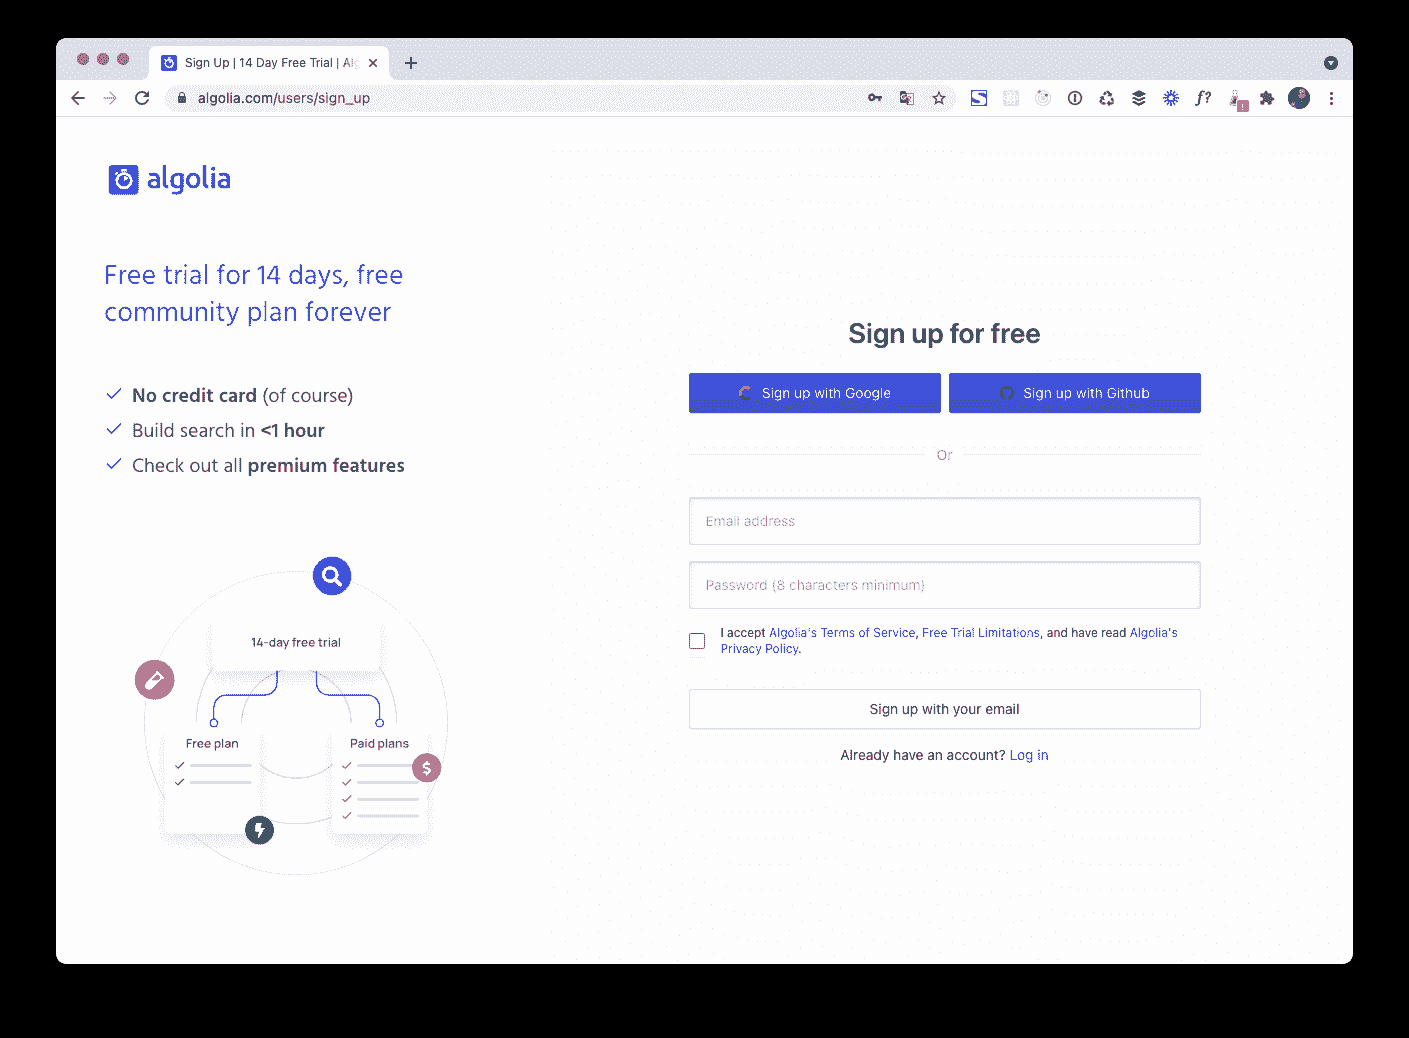 Sign Up | 14 Day Free Trial | Alg
algolia.com/users/sign_up
algolia
Free trial for 14 days, free
community plan forever
No credit card (of course)
Build search in <1 hour
Check out all premium features
14-day free trial
Free plan
Paid plans
$
Sign up for free
Sign up with Google
Sign up with Github
Or
Email address
Password (8 characters minimum)
I accept Algolia's Terms of Service, Free Trial Limitations, and have read Algolia's
Privacy Policy.
Sign up with your email
Already have an account? Log in